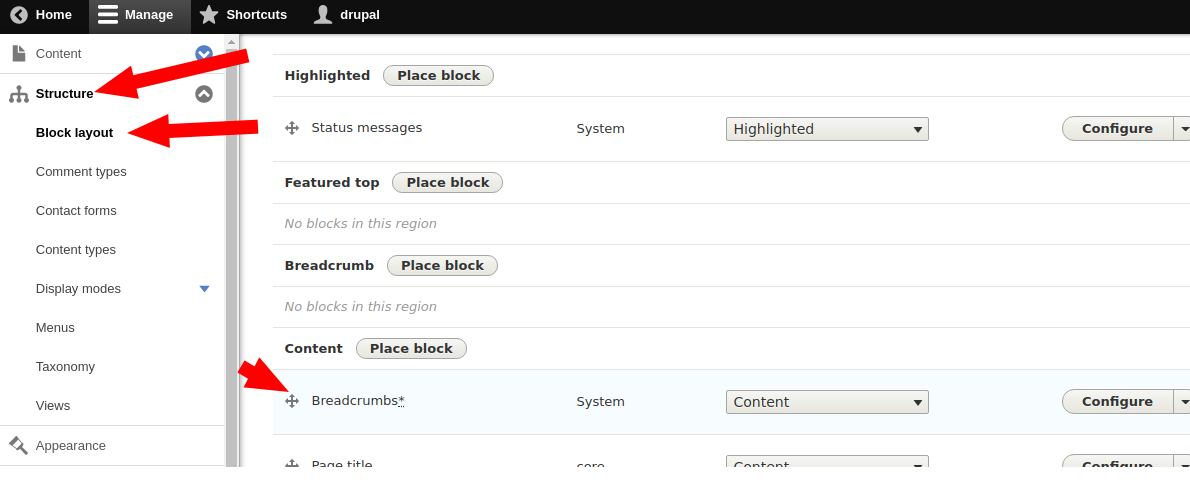 Home Manage Shortcuts drupal
Content
Structure
Block layout
Comment types
Contact forms
Content types
Display modes
Menus
Taxonomy
Views
Appearance
Highlighted Place block
Status messages System Highlighted Configure
Featured top Place block
No blocks in this region
Breadcrumb Place block
No blocks in this region
Content Place block
Breadcrumbs* System Content Configure
Page title core Content Configure